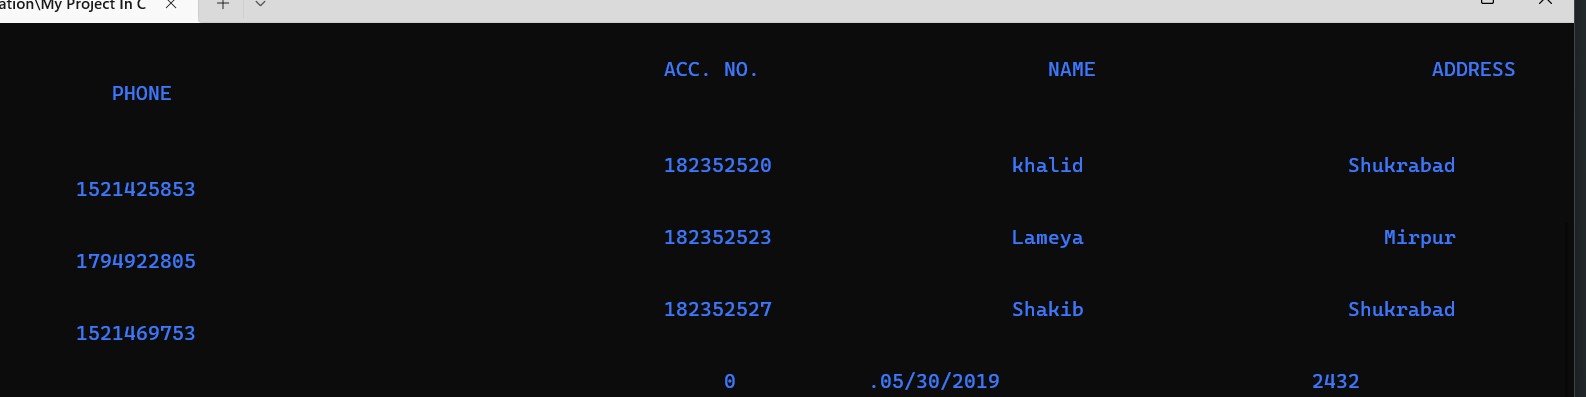 ation\My Project In C
ACC. NO. NAME ADDRESS
PHONE
182352520 khalid Shukrabad
1521425853
182352523 Lameya Mirpur
1794922805
182352527 Shakib Shukrabad
1521469753
0 .05/30/2019 2432